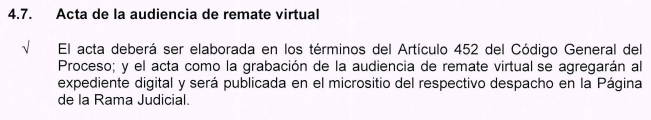 4.7. Acta de la audiencia de remate virtual
√ El acta deberá ser elaborada en los términos del Artículo 452 del Código General del
Proceso; y el acta como la grabación de la audiencia de remate virtual se agregarán al
expediente digital y será publicada en el micrositio del respectivo despacho en la Página
de la Rama Judicial.